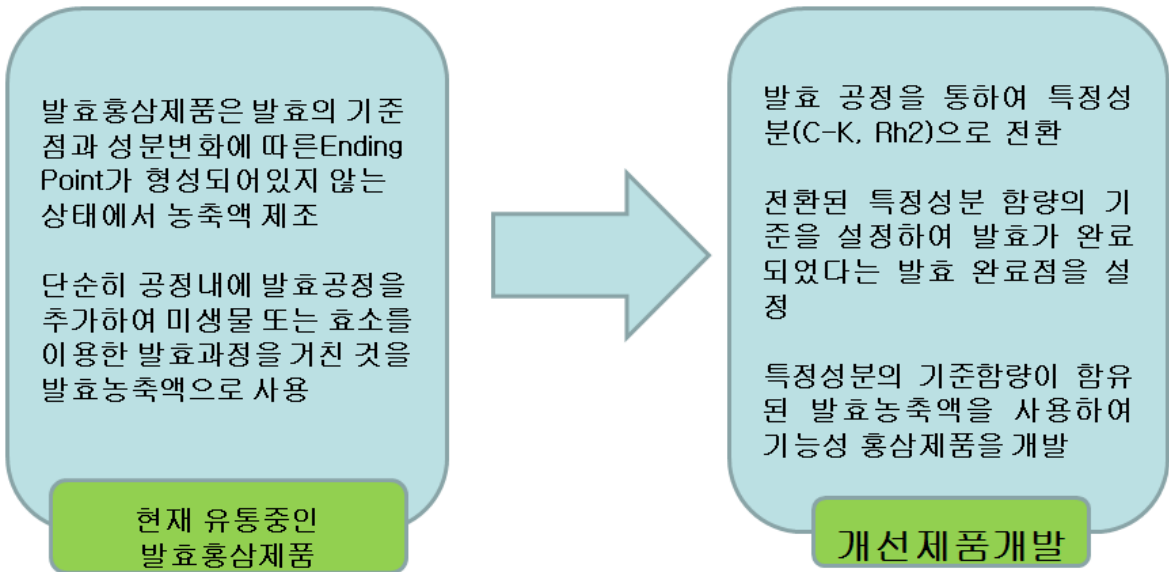 발효홍삼제품은 발효의 기준
점과 성분변화에 따른Ending
Point가 형성되어있지 않는
상태에서 농축액 제조
단순히 공정내에 발효공정을
추가하여 미생물 또는 효소를
이용한 발효과정을 거친 것을
발효농축액으로 사용
현재 유통중인
발효홍삼제품
발효 공정을 통하여 특정성
분(C-K, Rh2)으로 전환
전환된 특정성분 함량의 기
준을 설정하여 발효가 완료
되었다는 발효 완료점을 설
정
특정성분의 기준함량이 함유
된 발효농축액을 사용하여
기능성 홍삼제품을 개발
개선제품개발